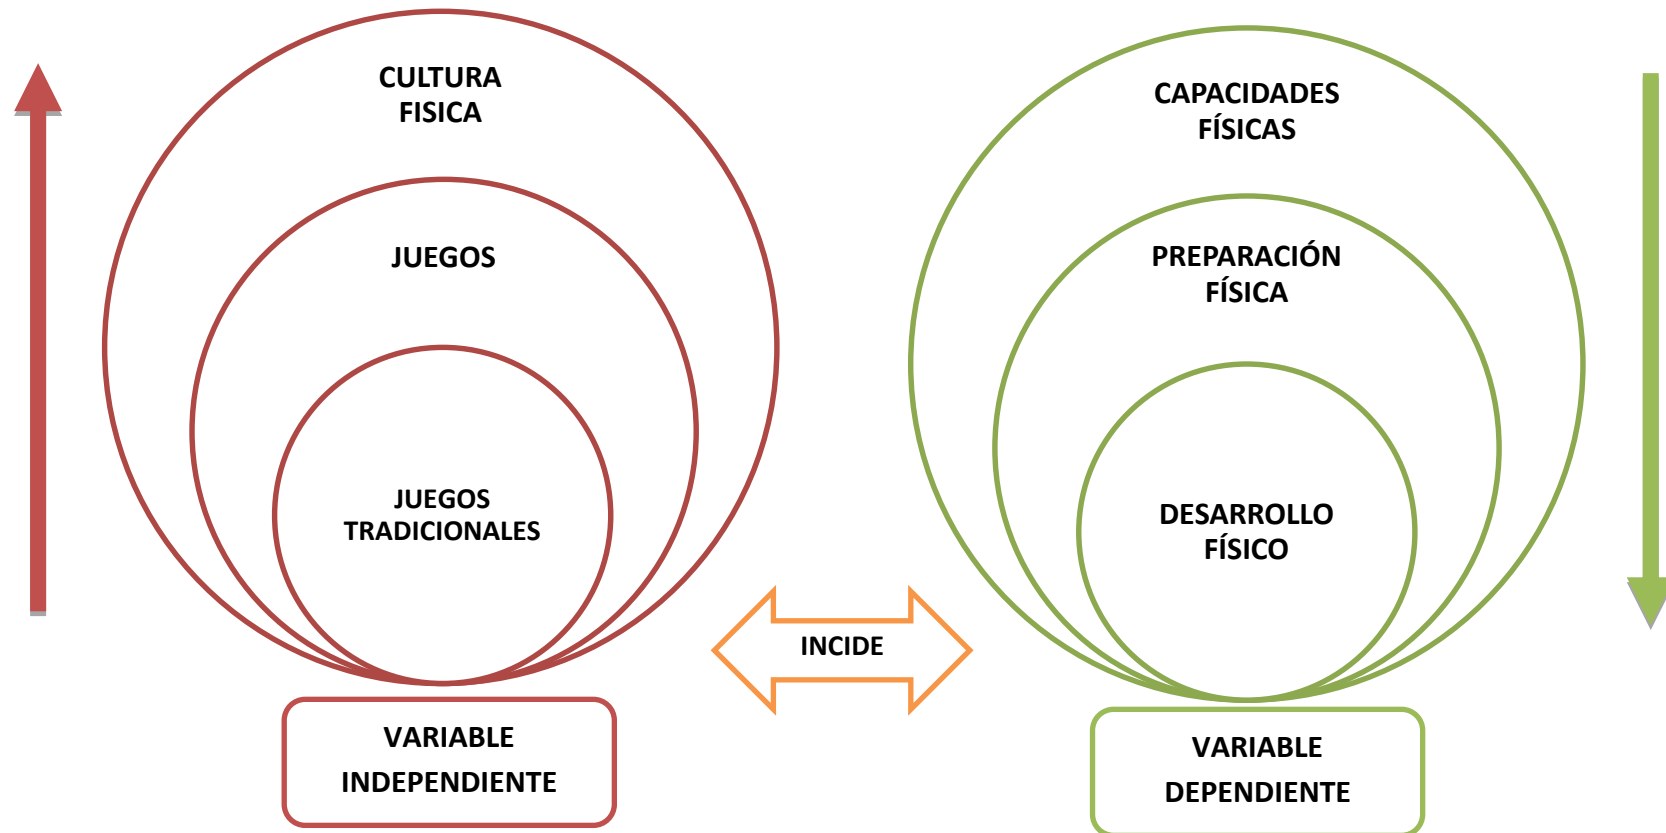 CULTURA
FISICA
JUEGOS
JUEGOS
TRADICIONALES
VARIABLE
INDEPENDIENTE
INCIDE
CAPACIDADES
FÍSICAS
PREPARACIÓN
FÍSICA
DESARROLLO
FÍSICO
VARIABLE
DEPENDIENTE